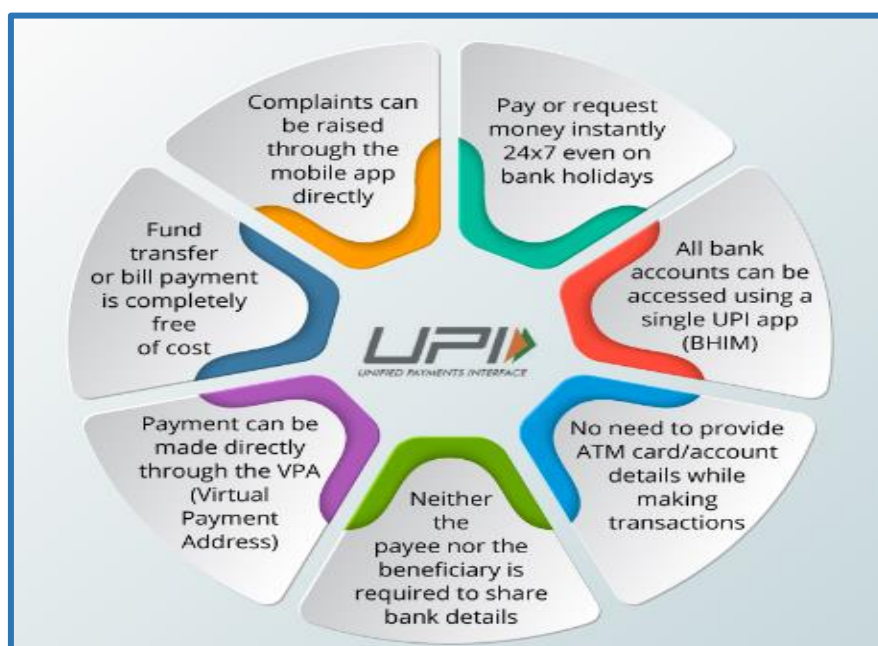 Complaints can
be raised
through the
mobile app
directly
Pay or request
money instantly
24x7 even on
bank holidays
All bank
accounts can be
accessed using a
single UPI app
(BHIM)
No need to provide
ATM card/account
details while
making
transactions
Neither
the
payee nor the
beneficiary is
required to share
bank details
Payment can be
made directly
through the VPA
(Virtual
Payment
Address)
Fund
transfer
or bill payment
is completely
free
of cost
UPI
UNIFIED PAYMENTS INTERFACE